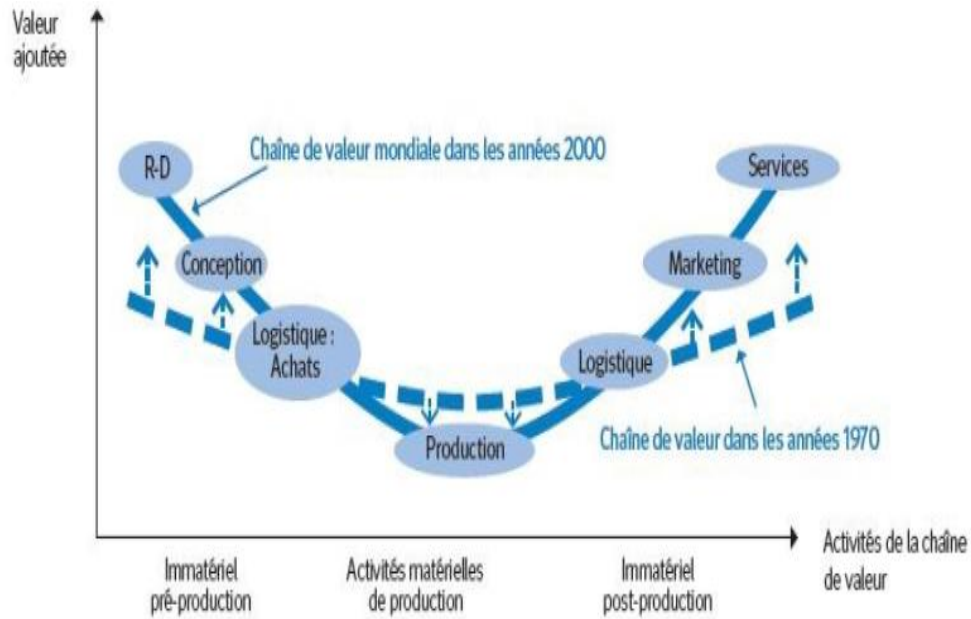 Valeur
ajoutée
Chaîne de valeur mondiale dans les années 2000
R-D
Services
Conception
Marketing
Logistique :
Achats
Logistique
Production
Chaîne de valeur dans les années 1970
Activités de la chaîne
de valeur
Immatériel
pré-production
Activités matérielles
de production
Immatériel
post-production